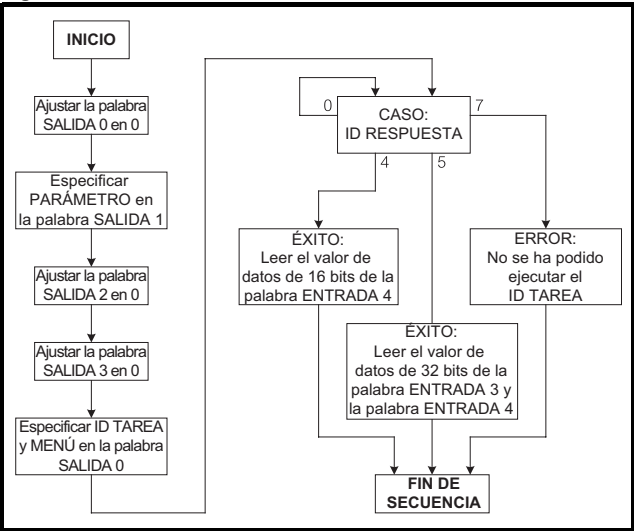 INICIO
Ajustar la palabra
SALIDA 0 en 0
Especificar
PARÁMETRO en
la palabra SALIDA 1
Ajustar la palabra
SALIDA 2 en 0
Ajustar la palabra
SALIDA 3 en 0
Especificar ID TAREA
y MENÚ en la palabra
SALIDA 0
0
CASO:
ID RESPUESTA
7
4
5
ÉXITO:
Leer el valor de
datos de 16 bits de la
palabra ENTRADA 4
ÉXITO:
Leer el valor de
datos de 32 bits de la
palabra ENTRADA 3 y
la palabra ENTRADA 4
ERROR:
No se ha podido
ejecutar el
ID TAREA
FIN DE
SECUENCIA